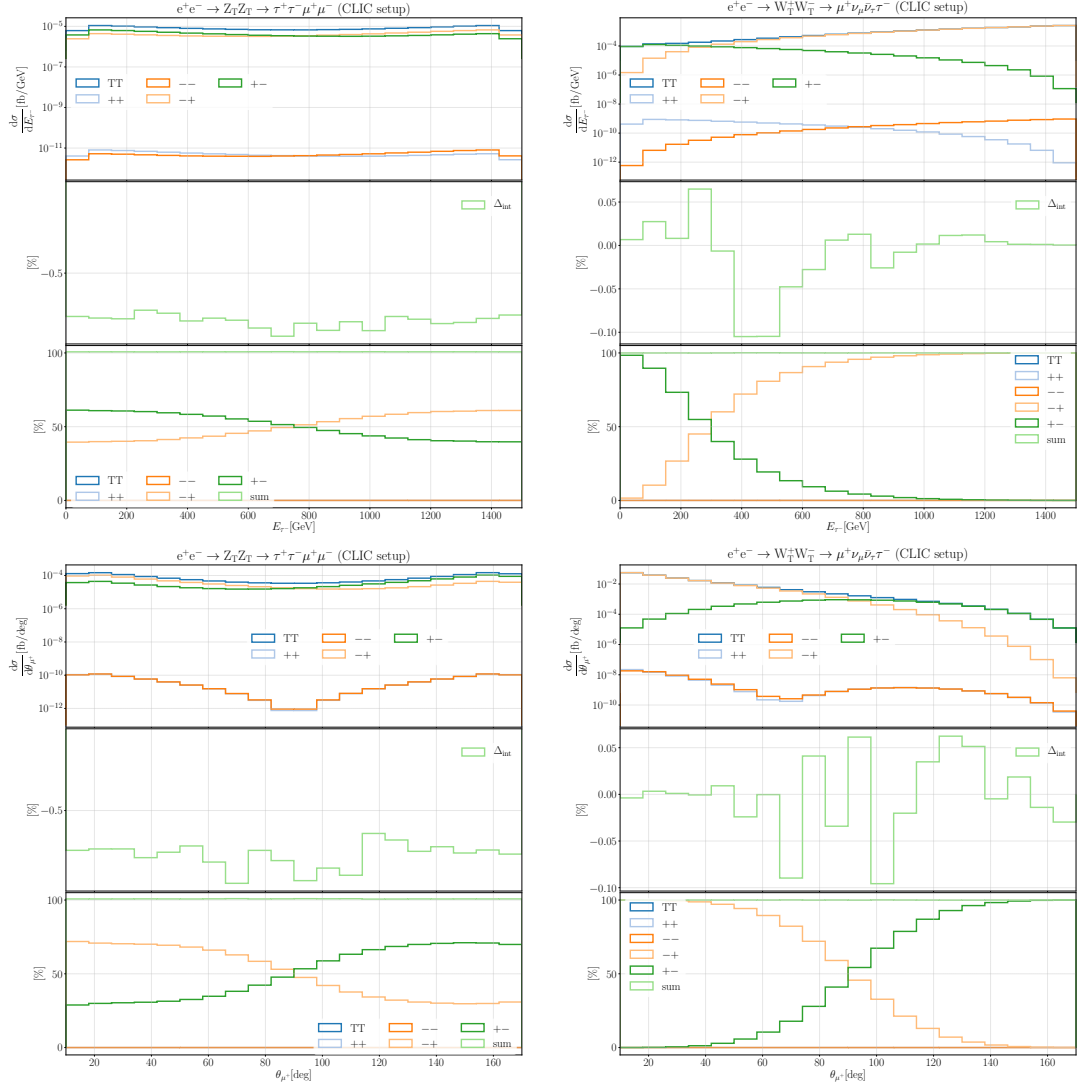 e⁺e⁻ → Z_T Z_T → τ⁺τ⁻μ⁺μ⁻ (CLIC setup)
dσ/dE_τ⁻ [fb/GeV]
10⁻⁵
10⁻⁷
10⁻⁹
10⁻¹¹
TT −− +−
++ −+
[%]
−0.5
Δ_int
[%]
100
50
0
TT −− +−
++ −+ sum
0 200 400 600 800 1000 1200 1400
E_τ⁻ [GeV]
e⁺e⁻ → W_T⁺W_T⁻ → μ⁺ν_μ ν̄_τ τ⁻ (CLIC setup)
dσ/dE_τ⁻ [fb/GeV]
10⁻⁴
10⁻⁶
10⁻⁸
10⁻¹⁰
10⁻¹²
TT −− +−
++ −+
[%]
0.05
0.00
−0.05
−0.10
Δ_int
[%]
100
50
0
TT
++
−−
−+
+−
sum
0 200 400 600 800 1000 1200 1400
E_τ⁻ [GeV]
e⁺e⁻ → Z_T Z_T → τ⁺τ⁻μ⁺μ⁻ (CLIC setup)
dσ/dθ_μ⁺ [fb/deg]
10⁻⁴
10⁻⁶
10⁻⁸
10⁻¹⁰
10⁻¹²
TT −− +−
++ −+
[%]
−0.5
Δ_int
[%]
100
50
0
TT −− +−
++ −+ sum
20 40 60 80 100 120 140 160
θ_μ⁺ [deg]
e⁺e⁻ → W_T⁺W_T⁻ → μ⁺ν_μ ν̄_τ τ⁻ (CLIC setup)
dσ/dθ_μ⁺ [fb/deg]
10⁻²
10⁻⁴
10⁻⁶
10⁻⁸
10⁻¹⁰
TT −− +−
++ −+
[%]
0.05
0.00
−0.05
−0.10
Δ_int
[%]
100
50
0
TT
++
−−
−+
+−
sum
20 40 60 80 100 120 140 160
θ_μ⁺ [deg]